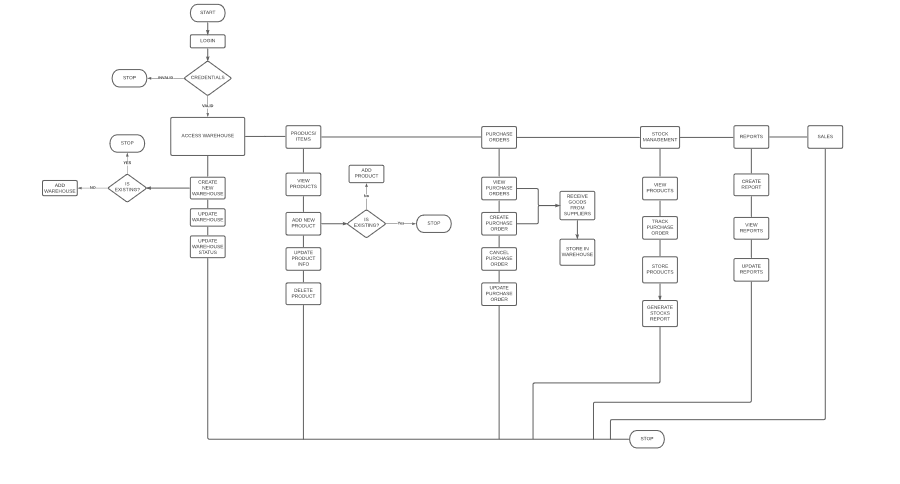 START
LOGIN
CREDENTIALS
INVALID
STOP
VALID
ACCESS WAREHOUSE
PRODUCS/
ITEMS
PURCHASE
ORDERS
STOCK
MANAGEMENT
REPORTS
SALES
STOP
YES
IS
EXISTING?
NO
ADD
WAREHOUSE
CREATE
NEW
WAREHOUSE
UPDATE
WAREHOUSE
UPDATE
WAREHOUSE
STATUS
VIEW
PRODUCTS
ADD NEW
PRODUCT
UPDATE
PRODUCT
INFO
DELETE
PRODUCT
ADD
PRODUCT
No
IS
EXISTING?
Yes
STOP
VIEW
PURCHASE
ORDERS
CREATE
PURCHASE
ORDER
CANCEL
PURCHASE
ORDER
UPDATE
PURCHASE
ORDER
RECEIVE
GOODS
FROM
SUPPLIERS
STORE IN
WAREHOUSE
VIEW
PRODUCTS
TRACK
PURCHASE
ORDER
STORE
PRODUCTS
GENERATE
STOCKS
REPORT
CREATE
REPORT
VIEW
REPORTS
UPDATE
REPORTS
STOP